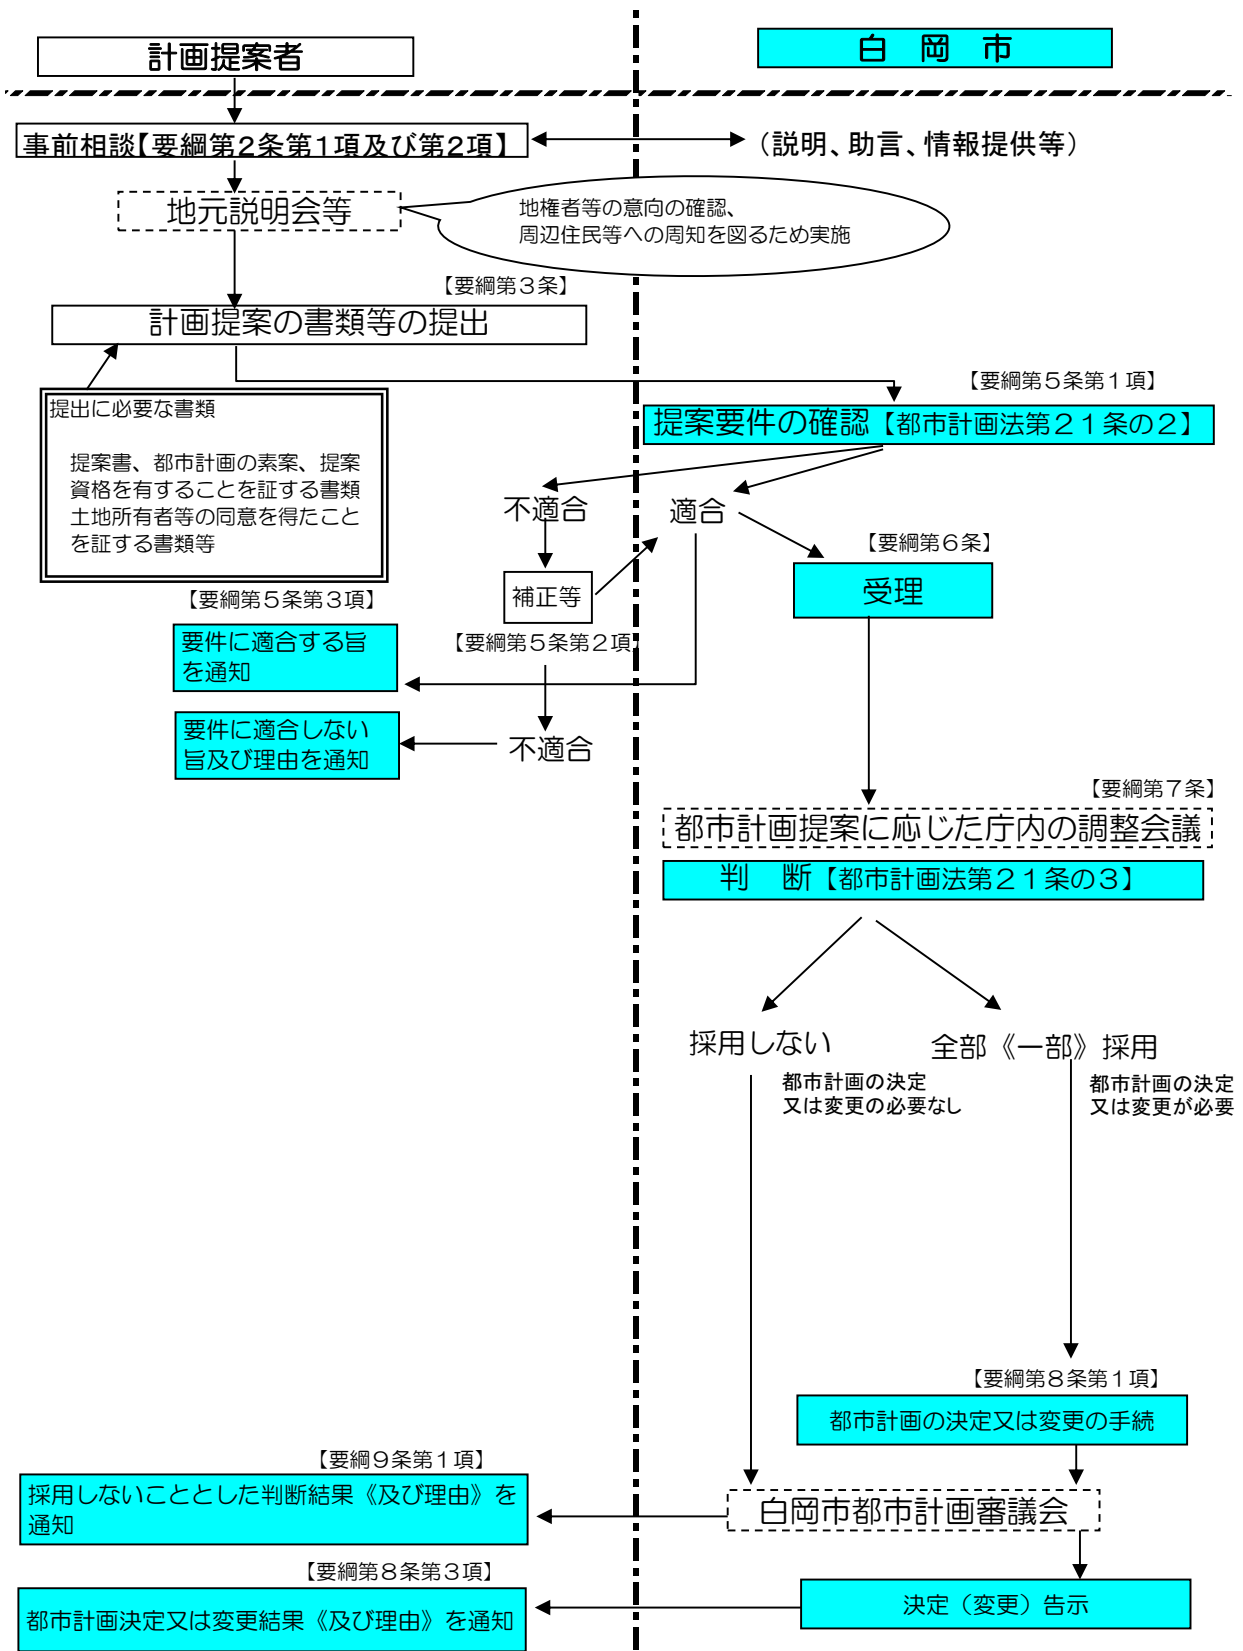 計画提案者
白　岡　市
事前相談【要綱第２条第１項及び第２項】
（説明、助言、情報提供等）
地元説明会等
地権者等の意向の確認、
周辺住民等への周知を図るため実施
【要綱第３条】
計画提案の書類等の提出
提出に必要な書類
提案書、都市計画の素案、提案
資格を有することを証する書類
土地所有者等の同意を得たこと
を証する書類等
【要綱第５条第１項】
提案要件の確認【都市計画法第２１条の２】
不適合
適合
【要綱第６条】
受理
補正等
【要綱第５条第２項】
【要綱第５条第３項】
要件に適合する旨
を通知
要件に適合しない
旨及び理由を通知
不適合
【要綱第７条】
都市計画提案に応じた庁内の調整会議
判　断【都市計画法第２１条の３】
採用しない
全部《一部》採用
都市計画の決定
又は変更の必要なし
都市計画の決定
又は変更が必要
【要綱第８条第１項】
都市計画の決定又は変更の手続
【要綱９条第１項】
採用しないこととした判断結果《及び理由》を
通知
白岡市都市計画審議会
【要綱第８条第３項】
都市計画決定又は変更結果《及び理由》を通知
決定（変更）告示